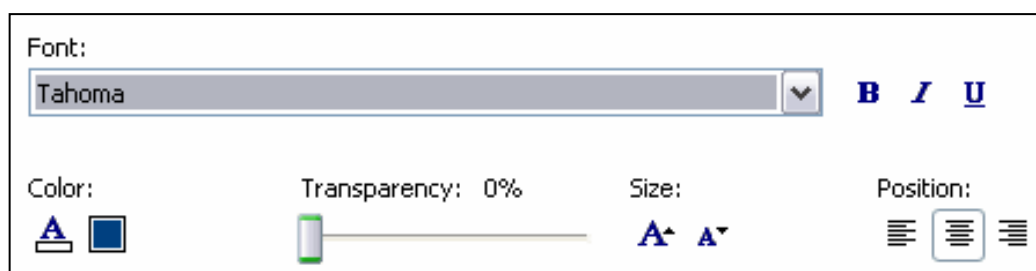 Font:
Tahoma
B I U
Color: Transparency: 0% Size: Position:
A A A